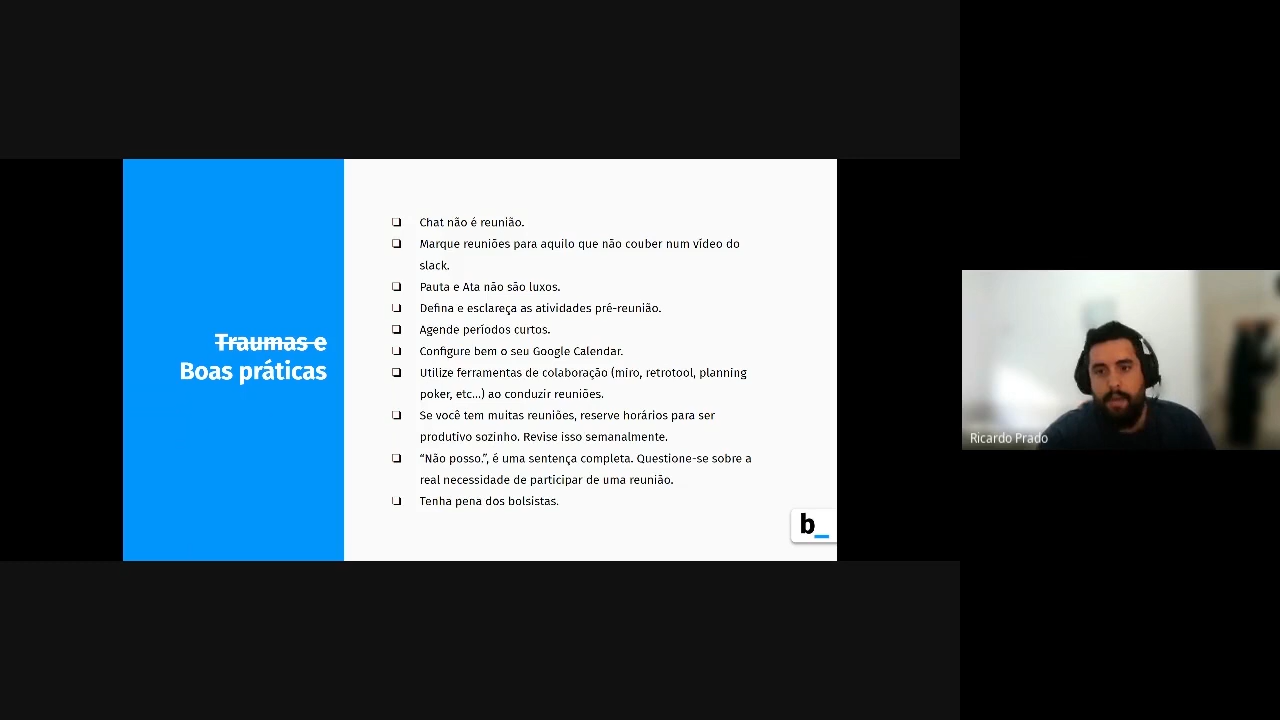 Traumas e
Boas práticas
❏ Chat não é reunião.
❏ Marque reuniões para aquilo que não couber num vídeo do
slack.
❏ Pauta e Ata não são luxos.
❏ Defina e esclareça as atividades pré-reunião.
❏ Agende períodos curtos.
❏ Configure bem o seu Google Calendar.
❏ Utilize ferramentas de colaboração (miro, retrotool, planning
poker, etc...) ao conduzir reuniões.
❏ Se você tem muitas reuniões, reserve horários para ser
produtivo sozinho. Revise isso semanalmente.
❏ “Não posso.”, é uma sentença completa. Questione-se sobre a
real necessidade de participar de uma reunião.
❏ Tenha pena dos bolsistas.
b_
Ricardo Prado